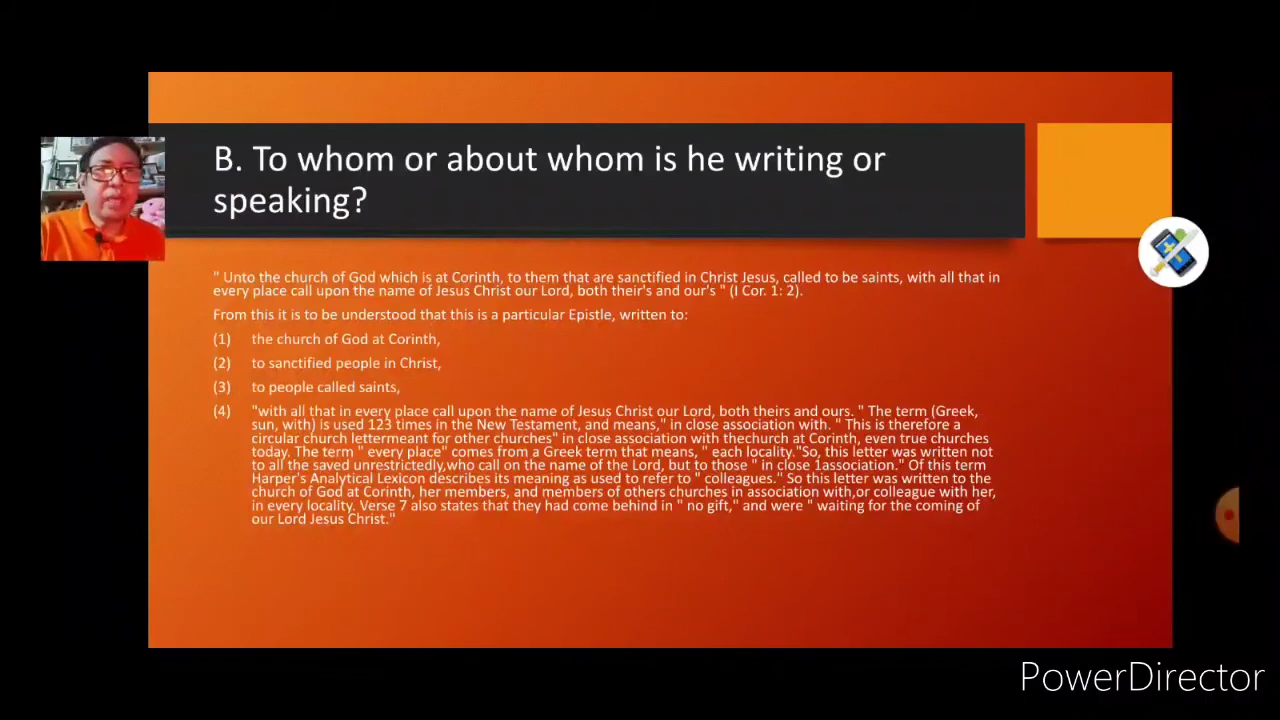 B. To whom or about whom is he writing or
speaking?
" Unto the church of God which is at Corinth, to them that are sanctified in Christ Jesus, called to be saints, with all that in
every place call upon the name of Jesus Christ our Lord, both their's and our's " (I Cor. 1: 2).
From this it is to be understood that this is a particular Epistle, written to:
(1) the church of God at Corinth,
(2) to sanctified people in Christ,
(3) to people called saints,
(4) "with all that in every place call upon the name of Jesus Christ our Lord, both theirs and ours. " The term (Greek,
sun, with) is used 123 times in the New Testament, and means," in close association with. " This is therefore a
circular church lettermeant for other churches" in close association with thechurch at Corinth, even true churches
today. The term " every place" comes from a Greek term that means, " each locality."So, this letter was written not
to all the saved unrestrictedly,who call on the name of the Lord, but to those " in close 1association." Of this term
Harper's Analytical Lexicon describes its meaning as used to refer to " colleagues." So this letter was written to the
church of God at Corinth, her members, and members of others churches in association with,or colleague with her,
in every locality. Verse 7 also states that they had come behind in " no gift," and were " waiting for the coming of
our Lord Jesus Christ."
PowerDirector